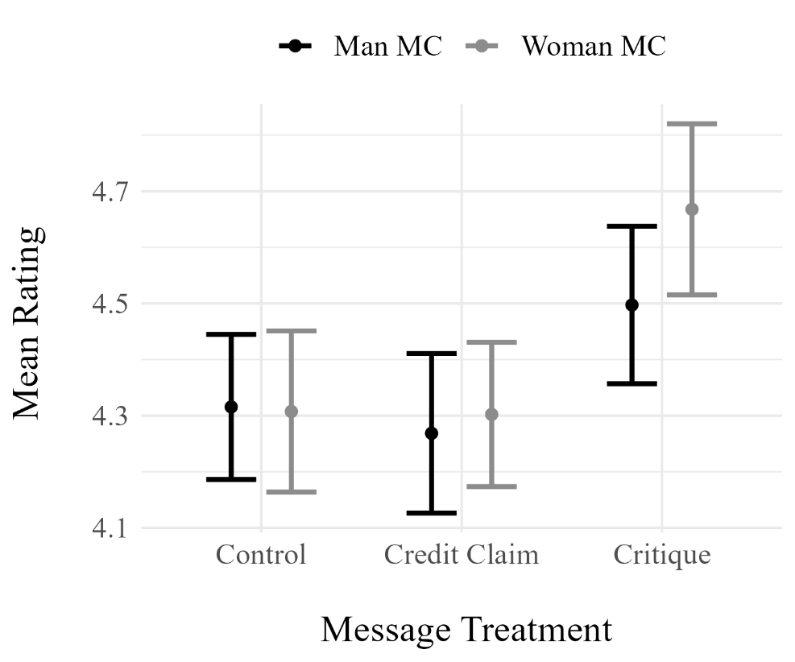 Man MC Woman MC
Mean Rating
4.7
4.5
4.3
4.1
Control Credit Claim Critique
Message Treatment